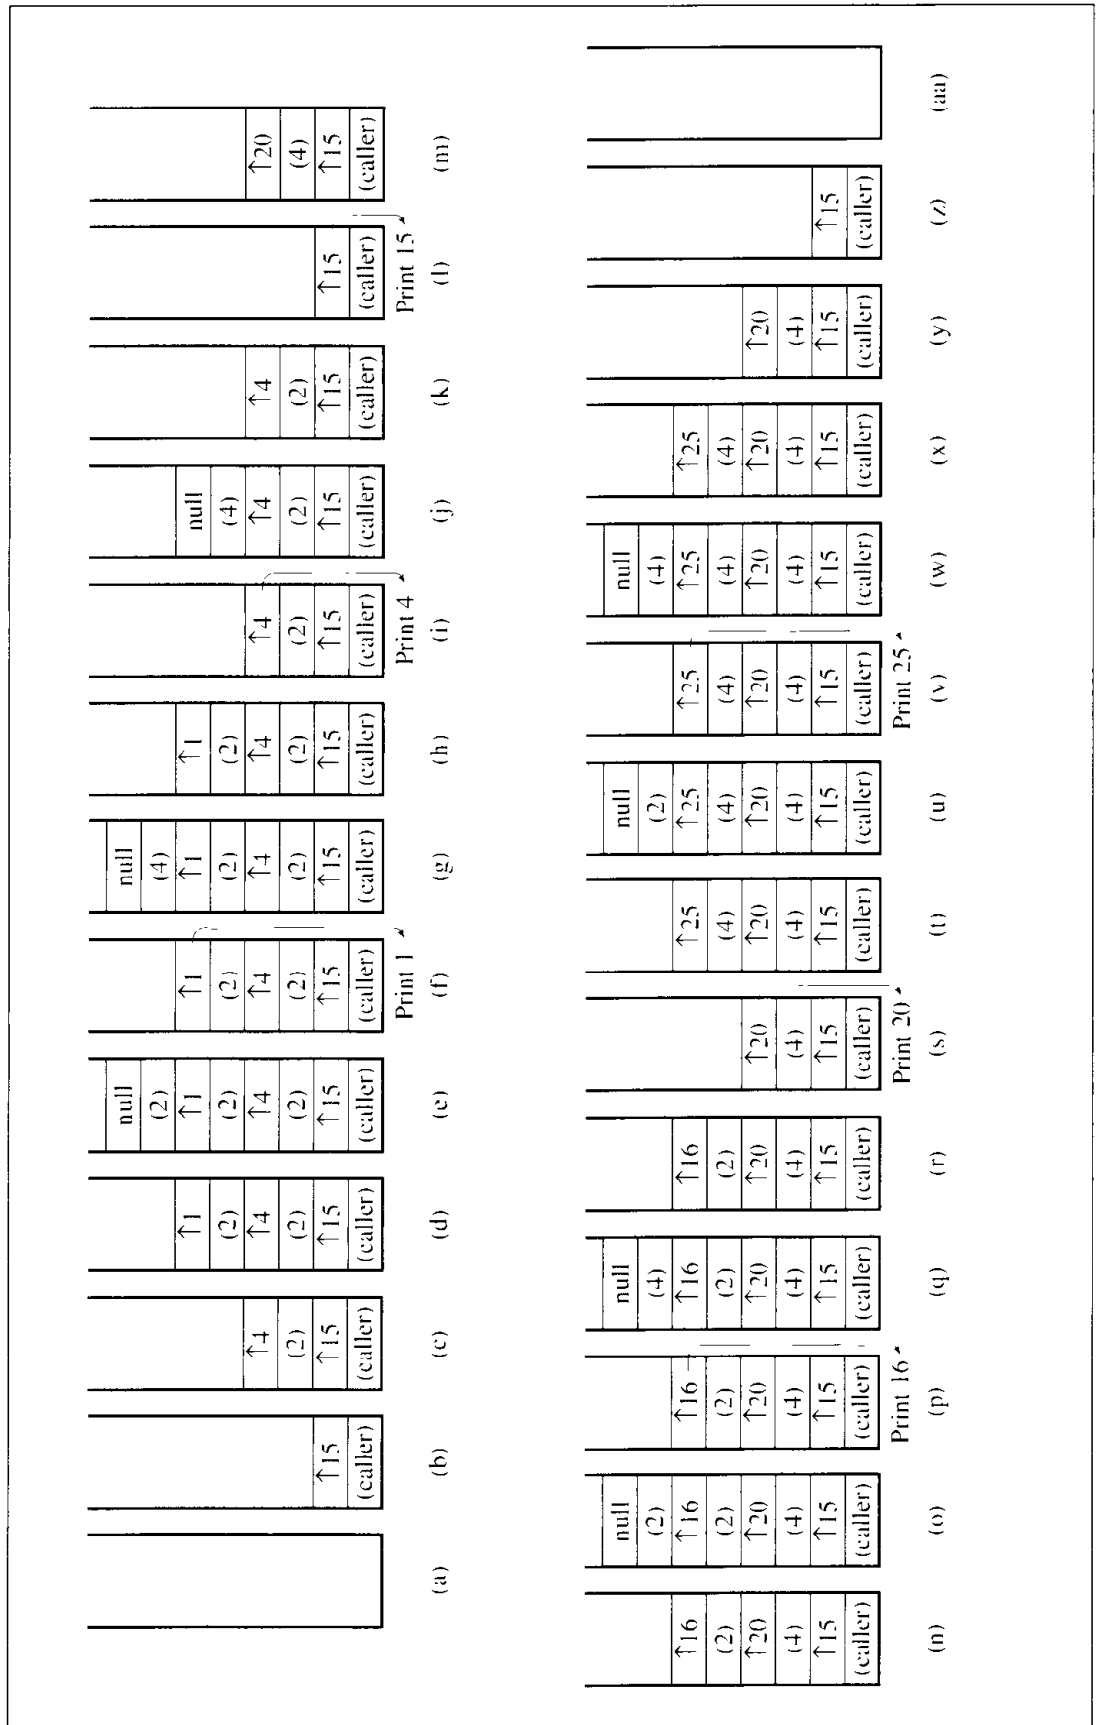 (caller)
↑15
(a)
(b)
↑4
(2)
↑15
(caller)
(c)
↑1
(2)
↑4
(2)
↑15
(caller)
(d)
null
(2)
↑1
(2)
↑4
(2)
↑15
(caller)
(e)
↑1
(2)
↑4
(2)
↑15
(caller)
Print 1
(f)
null
(4)
↑1
(2)
↑4
(2)
↑15
(caller)
(g)
↑1
(2)
↑4
(2)
↑15
(caller)
(h)
↑4
(2)
↑15
(caller)
Print 4
(i)
null
(4)
↑4
(2)
↑15
(caller)
(j)
↑4
(2)
↑15
(caller)
(k)
↑15
(caller)
Print 15
(l)
↑20
(4)
↑15
(caller)
(m)
↑16
(2)
↑20
(4)
↑15
(caller)
(n)
null
(2)
↑16
(2)
↑20
(4)
↑15
(caller)
(o)
↑16
(2)
↑20
(4)
↑15
(caller)
Print 16
(p)
null
(4)
↑16
(2)
↑20
(4)
↑15
(caller)
(q)
↑16
(2)
↑20
(4)
↑15
(caller)
(r)
↑20
(4)
↑15
(caller)
Print 20
(s)
↑25
(4)
↑20
(4)
↑15
(caller)
(t)
null
(2)
↑25
(4)
↑20
(4)
↑15
(caller)
(u)
↑25
(4)
↑20
(4)
↑15
(caller)
Print 25
(v)
null
(4)
↑25
(4)
↑20
(4)
↑15
(caller)
(w)
↑25
(4)
↑20
(4)
↑15
(caller)
(x)
↑20
(4)
↑15
(caller)
(y)
↑15
(caller)
(z)
(aa)